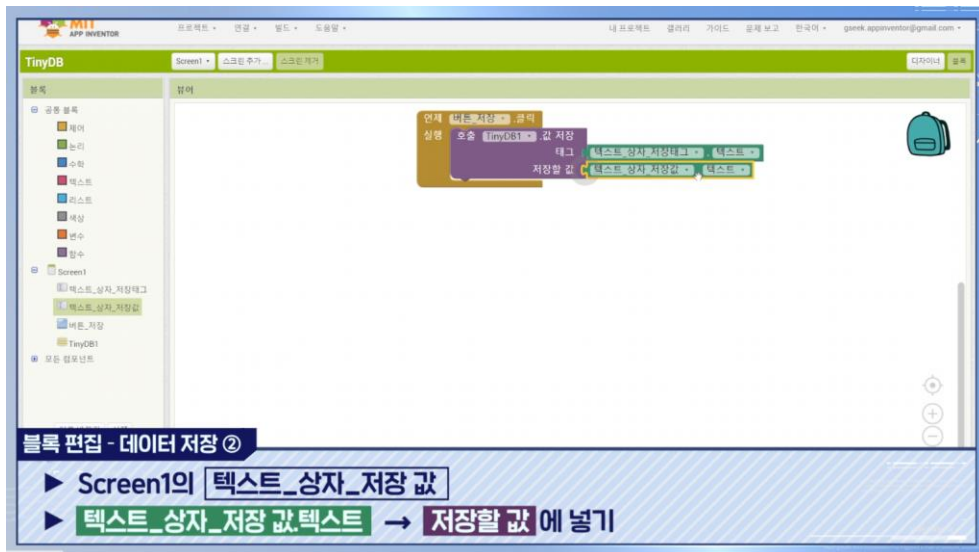 MIT
APP INVENTOR
프로젝트 연결 빌드 도움말 내 프로젝트 갤러리 가이드 문제 보고 한국어 gseek.appinventor@gmail.com
TinyDB Screen1 스크린 추가... 스크린 제거 디자이너 블록
블록 뷰어
공통 블록
제어
논리
수학
텍스트
리스트
색상
변수
함수
Screen1
텍스트_상자_저장태그
텍스트_상자_저장값
버튼_저장
TinyDB1
모든 컴포넌트
언제 버튼_저장 .클릭
실행 호출 TinyDB1 .값 저장
태그 텍스트_상자_저장태그 . 텍스트
저장할 값 텍스트_상자_저장값 . 텍스트
블록 편집 - 데이터 저장 ②
▶ Screen1의 텍스트_상자_저장 값
▶ 텍스트_상자_저장 값.텍스트 → 저장할 값 에 넣기